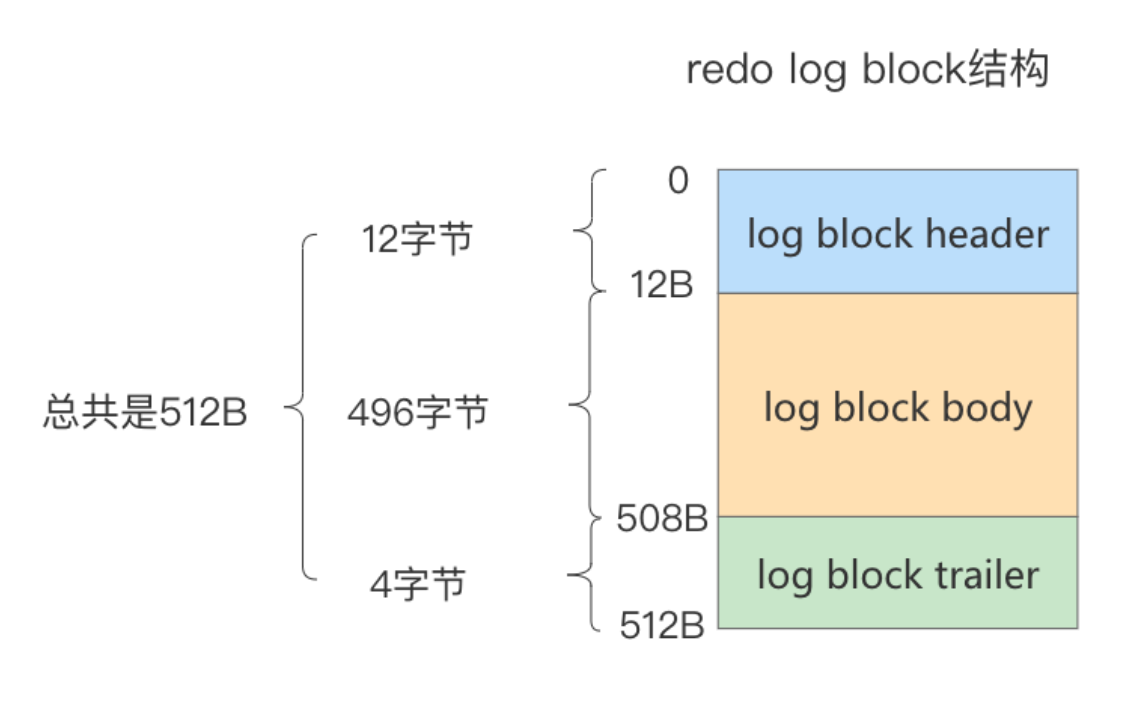 redo log block结构
0
log block header
12字节
12B
总共是512B
496字节
log block body
508B
4字节
log block trailer
512B